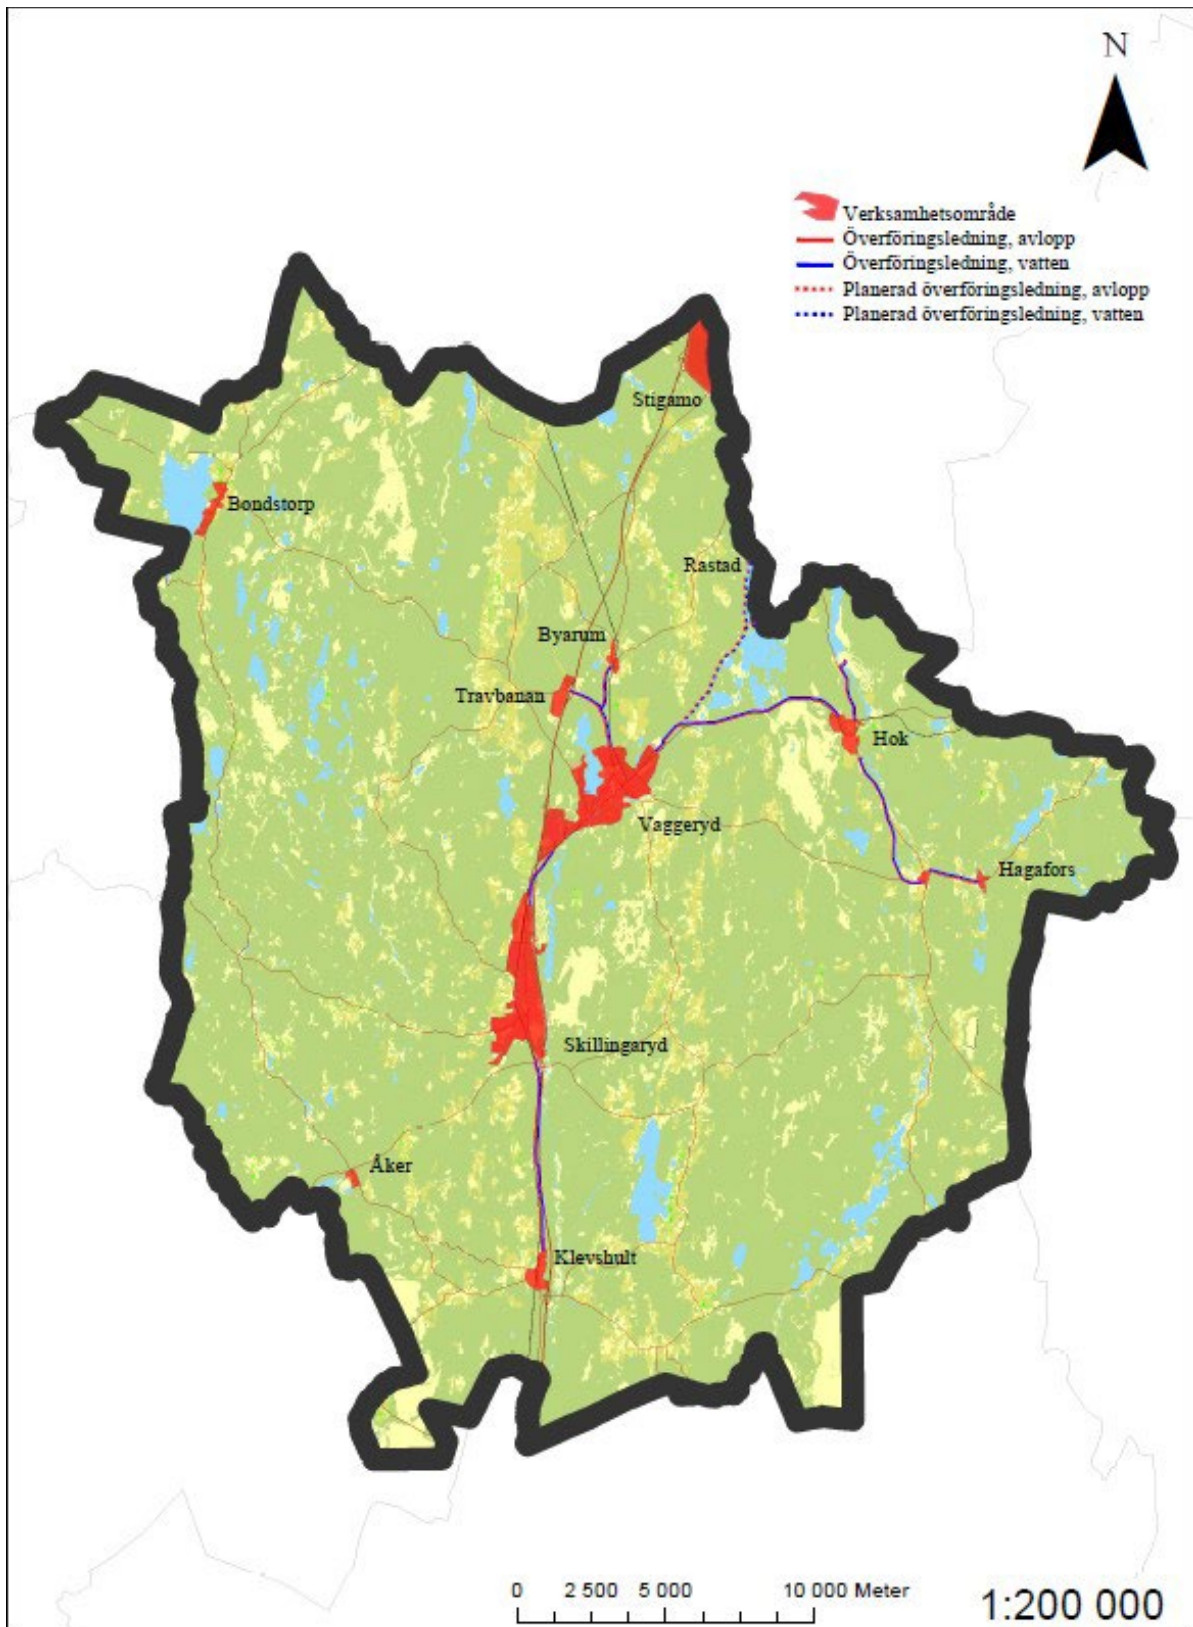 N
Verksamhetsområde
Överföringsledning, avlopp
Överföringsledning, vatten
Planerad överföringsledning, avlopp
Planerad överföringsledning, vatten
Stigamo
Bondstorp
Rastad
Byarum
Travbanan
Hok
Vaggeryd
Hagafors
Skillingaryd
Åker
Klevshult
0 2 500 5 000 10 000 Meter
1:200 000